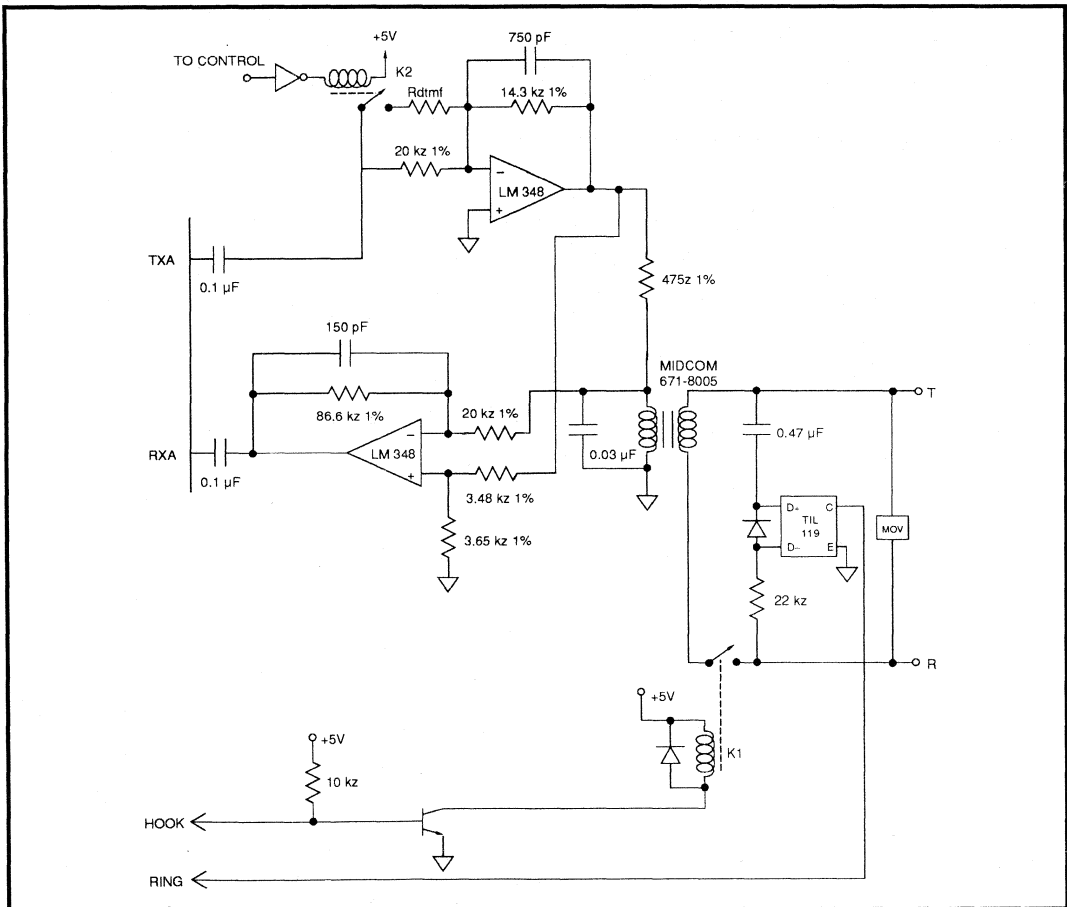 +5V
750 pF
TO CONTROL
K2
Rdtmf
14.3 kz 1%
20 kz 1%
−
LM 348
+
TXA
0.1 µF
475z 1%
150 pF
MIDCOM
671-8005
T
86.6 kz 1%
20 kz 1%
0.47 µF
−
LM 348
+
RXA
0.1 µF
0.03 µF
3.48 kz 1%
D+ C
TIL
119
D− E
MOV
3.65 kz 1%
22 kz
R
+5V
K1
+5V
10 kz
HOOK
RING